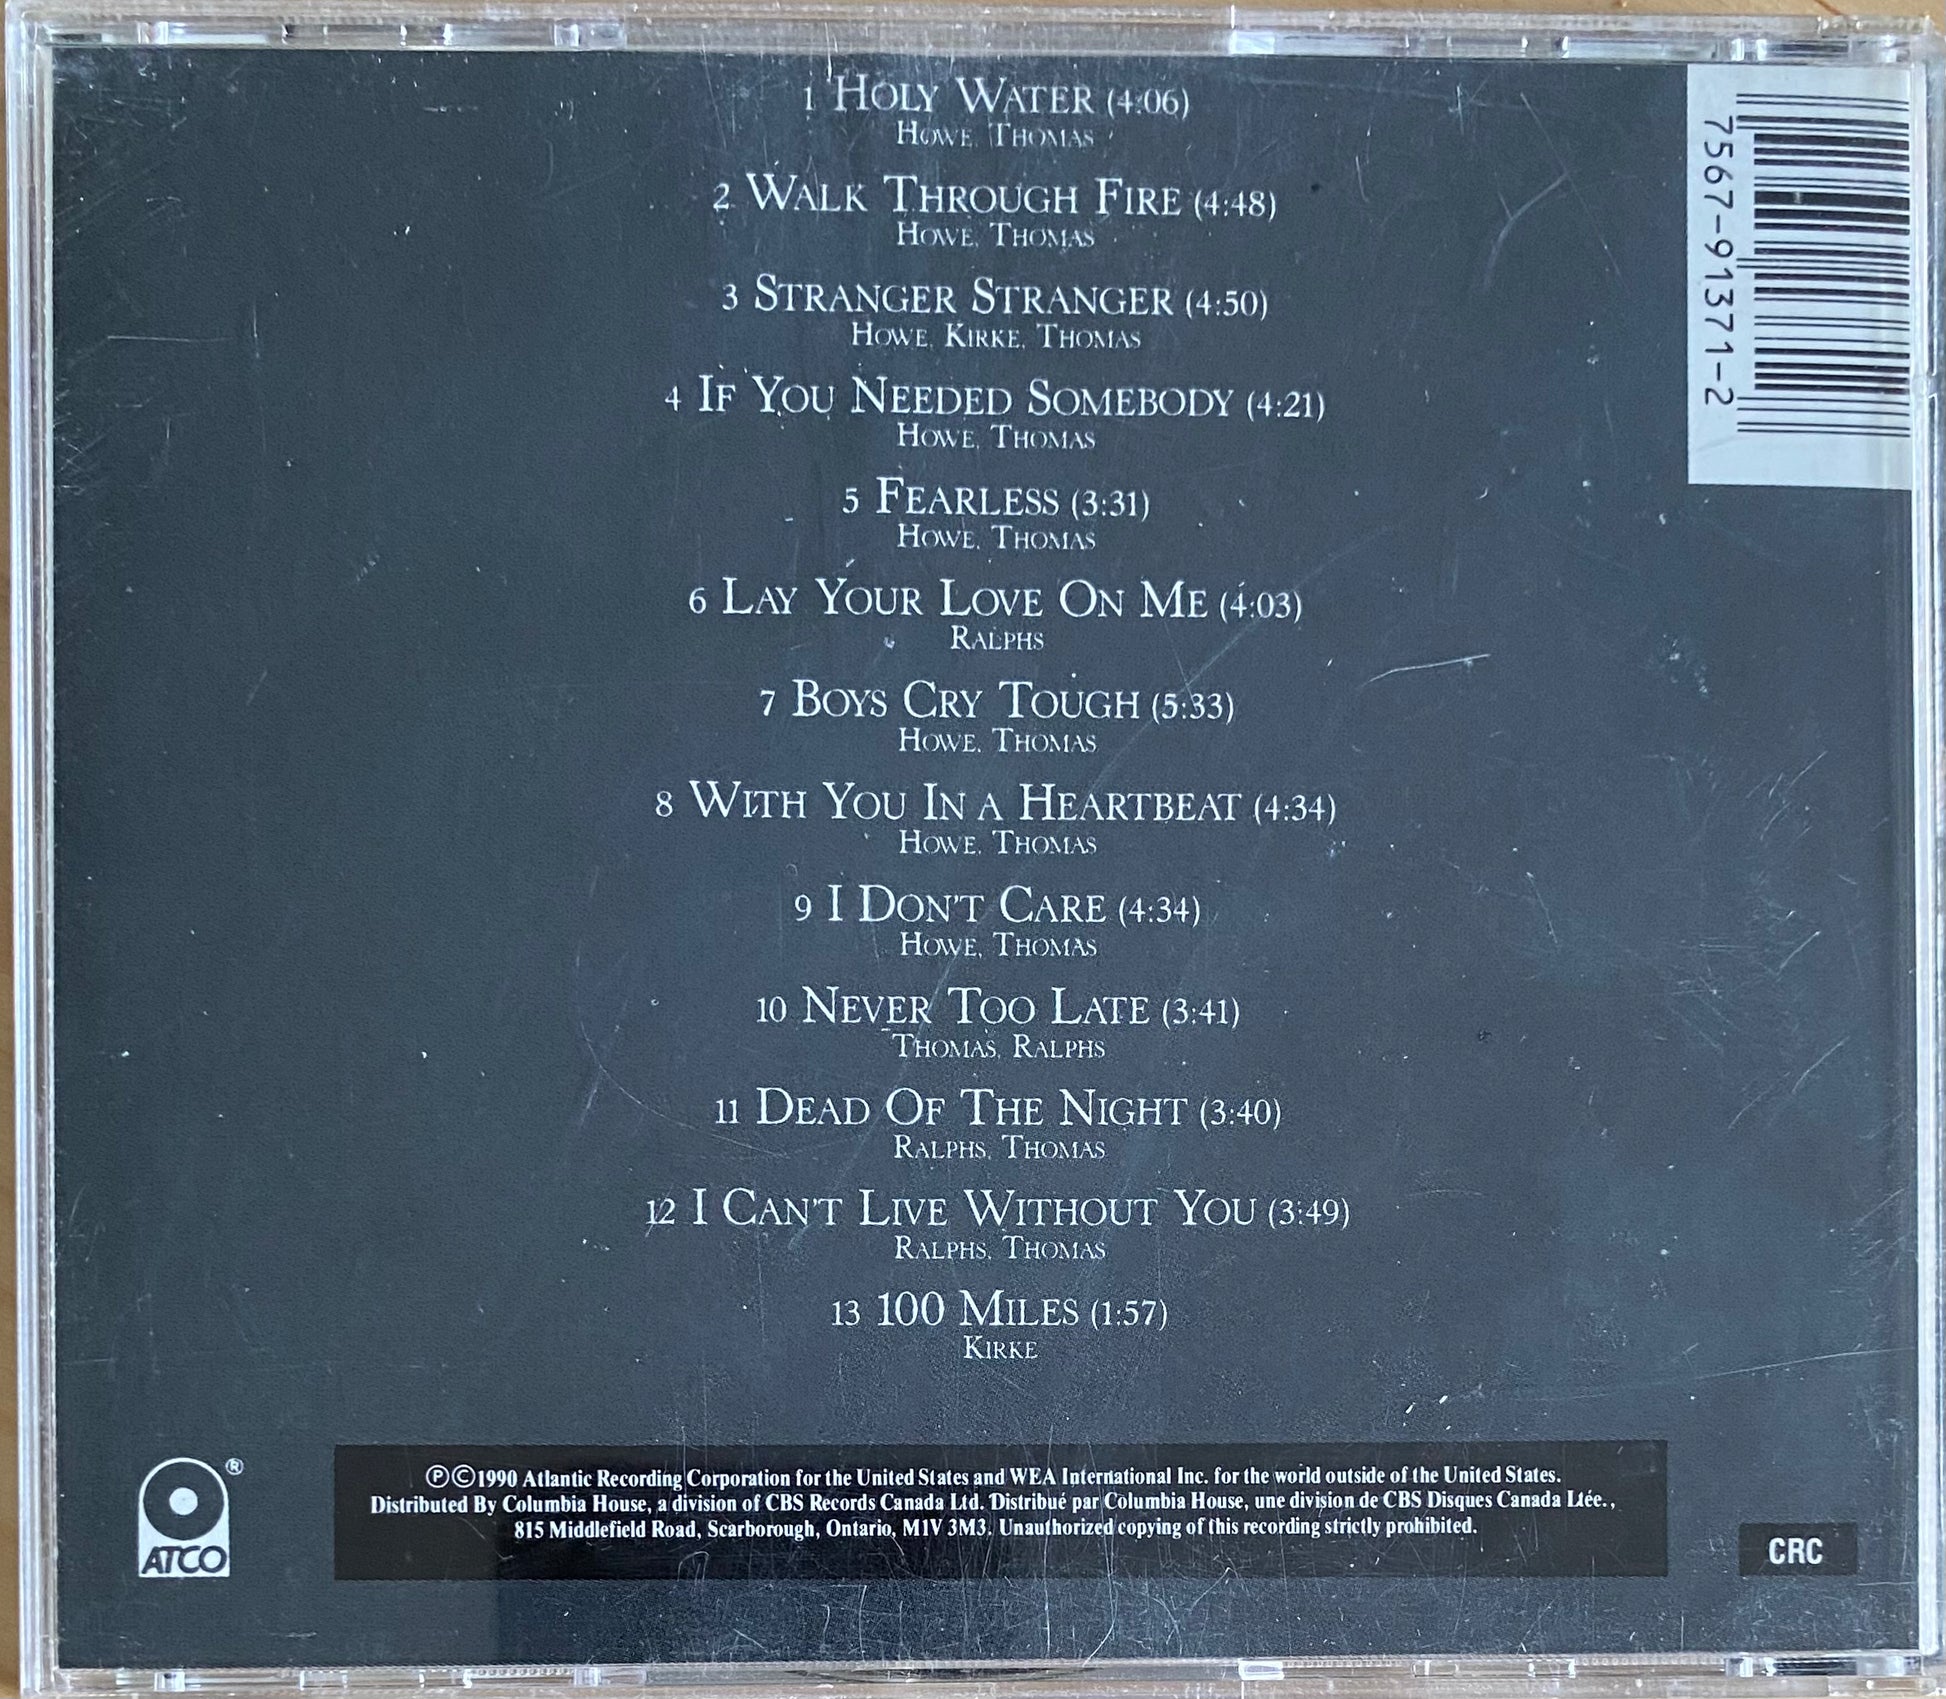 1 HOLY WATER (4:06)
HOWE, THOMAS
2 WALK THROUGH FIRE (4:48)
HOWE, THOMAS
3 STRANGER STRANGER (4:50)
HOWE, KIRKE, THOMAS
4 IF YOU NEEDED SOMEBODY (4:21)
HOWE, THOMAS
5 FEARLESS (3:31)
HOWE, THOMAS
6 LAY YOUR LOVE ON ME (4:03)
RALPHS
7 BOYS CRY TOUGH (5:33)
HOWE, THOMAS
8 WITH YOU IN A HEARTBEAT (4:34)
HOWE, THOMAS
9 I DON'T CARE (4:34)
HOWE, THOMAS
10 NEVER TOO LATE (3:41)
THOMAS, RALPHS
11 DEAD OF THE NIGHT (3:40)
RALPHS, THOMAS
12 I CAN'T LIVE WITHOUT YOU (3:49)
RALPHS, THOMAS
13 100 MILES (1:57)
KIRKE
7567-91371-2
ATCO ®
℗©1990 Atlantic Recording Corporation for the United States and WEA International Inc. for the world outside of the United States.
Distributed By Columbia House, a division of CBS Records Canada Ltd. Distribué par Columbia House, une division de CBS Disques Canada Ltée.,
815 Middlefield Road, Scarborough, Ontario, M1V 3M3. Unauthorized copying of this recording strictly prohibited.
CRC